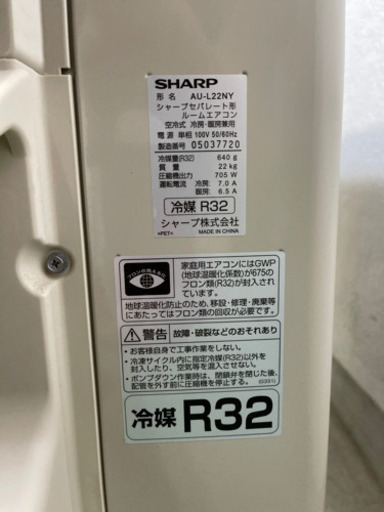 SHARP
形名 AU-L22NY
シャープセパレート形
ルームエアコン
空冷式 冷房・暖房兼用
電源 単相 100V 50/60Hz
製造番号 05037720
冷媒量(R32) 640 g
質量 22 kg
圧縮機出力 705 W
運転電流 冷房: 7.0 A
暖房: 6.5 A
冷媒 R32
シャープ株式会社
>PET< MADE IN CHINA
家庭用エアコンにはGWP
(地球温暖化係数)が675の
フロン類(R32)が封入され
ています。
地球温暖化防止のため、移設・修理・廃棄等
にあたってはフロン類の回収が必要です。
警告 故障・破裂などのおそれあり
・お客様自身で工事作業をしない。
・冷凍サイクル内に指定冷媒(R32)以外を
封入したり、空気等を混入させない。
・ポンプダウン作業時は、閉鎖弁を閉じた後、
配管を外す前に圧縮機を停止する。 (G331)
冷媒 R32